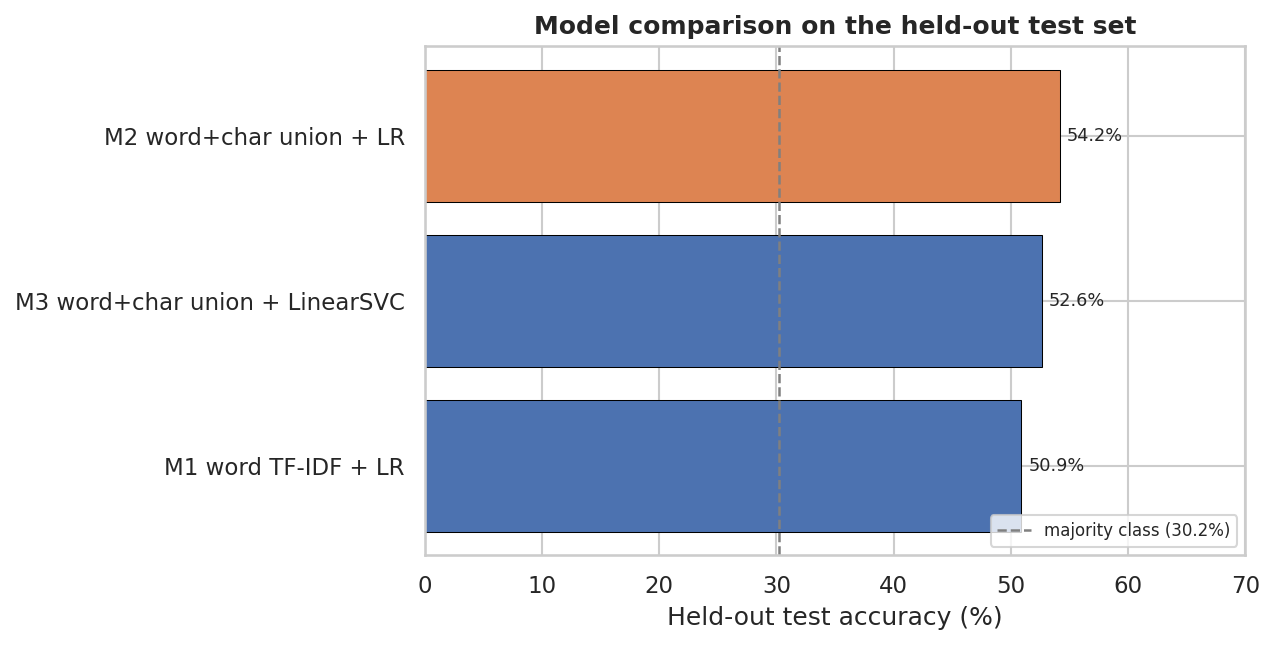 Model comparison on the held-out test set
M2 word+char union + LR
54.2%
M3 word+char union + LinearSVC
52.6%
M1 word TF-IDF + LR
50.9%
majority class (30.2%)
0 10 20 30 40 50 60 70
Held-out test accuracy (%)